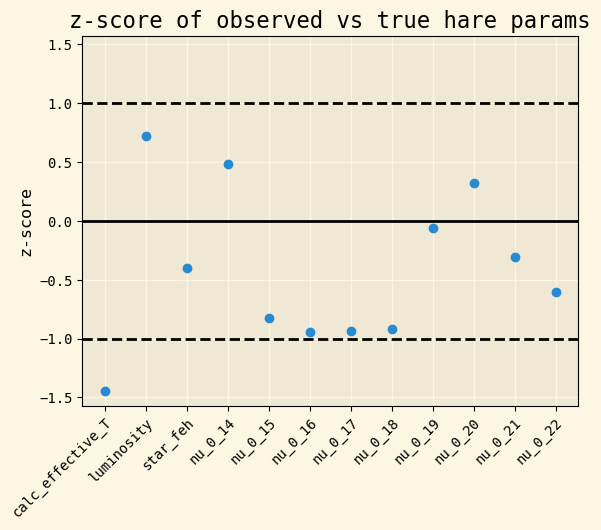 z-score of observed vs true hare params
1.5
1.0
0.5
0.0
−0.5
−1.0
−1.5
z-score
calc_effective_T
luminosity
star_feh
nu_0_14
nu_0_15
nu_0_16
nu_0_17
nu_0_18
nu_0_19
nu_0_20
nu_0_21
nu_0_22